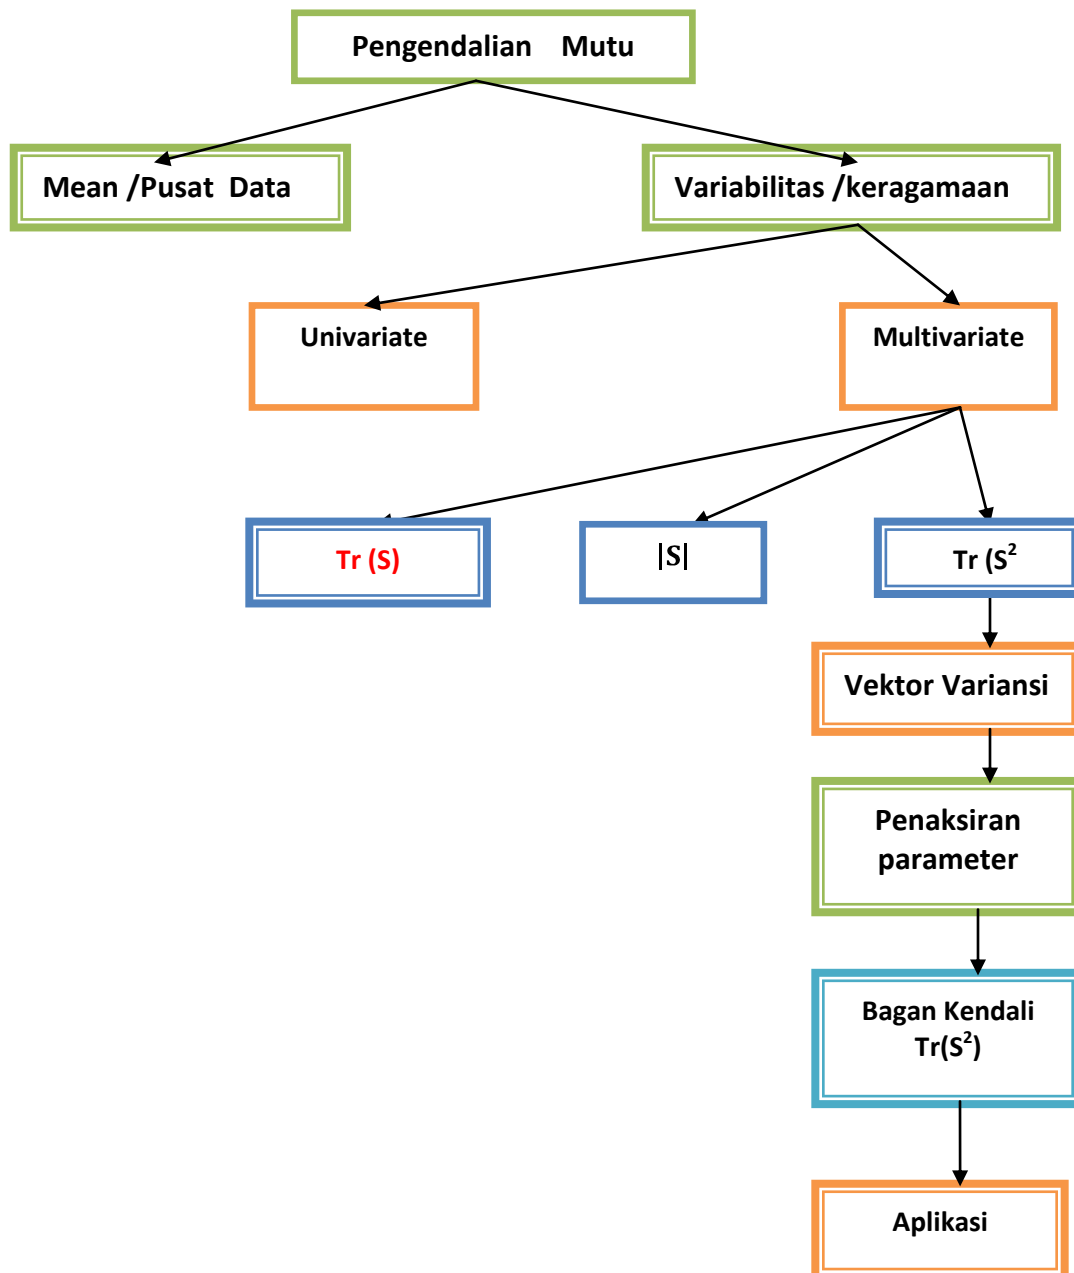 Pengendalian Mutu
Mean /Pusat Data
Variabilitas /keragamaan
Univariate
Multivariate
Tr (S)
|S|
Tr (S²
Vektor Variansi
Penaksiran
parameter
Bagan Kendali
Tr(S²)
Aplikasi